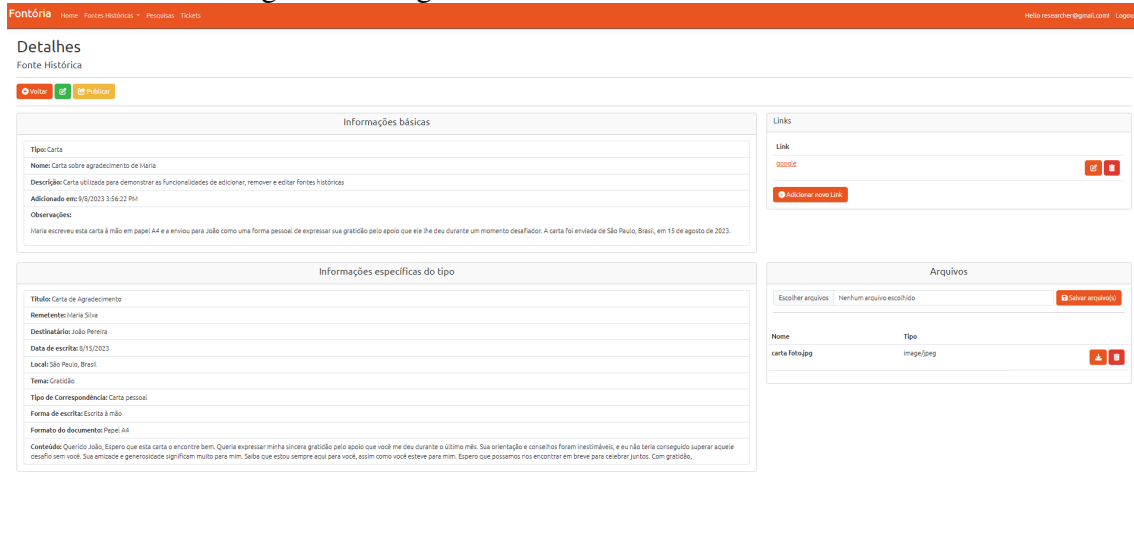 Fontória Home Fontes Históricas Pesquisas Tickets Hello researcher@gmail.com! Logou
Detalhes
Fonte Histórica
Voltar Publicar
Informações básicas
Tipo: Carta
Nome: Carta sobre agradecimento de Maria
Descrição: Carta utilizada para demonstrar as funcionalidades de adicionar, remover e editar fontes históricas
Adicionado em: 9/8/2023 3:56:22 PM
Observações:
Maria escreveu esta carta à mão em papel A4 e a enviou para João como uma forma pessoal de expressar sua gratidão pelo apoio que ele lhe deu durante um momento desafiador. A carta foi enviada de São Paulo, Brasil, em 15 de agosto de 2023.
Links
Link
google
Adicionar novo Link
Informações específicas do tipo
Título: Carta de Agradecimento
Remetente: Maria Silva
Destinatário: João Pereira
Data de escrita: 8/15/2023
Local: São Paulo, Brasil
Tema: Gratidão
Tipo de Correspondência: Carta pessoal
Forma de escrita: Escrita à mão
Formato do documento: Papel A4
Conteúdo: Querido João, Espero que esta carta o encontre bem. Queria expressar minha sincera gratidão pelo apoio que você me deu durante o último mês. Sua orientação e conselhos foram inestimáveis, e eu não teria conseguido superar aquele
desafio sem você. Sua amizade e generosidade significam muito para mim. Saiba que estou sempre aqui para você, assim como você esteve para mim. Espero que possamos nos encontrar em breve para celebrar juntos. Com gratidão,
Arquivos
Escolher arquivos Nenhum arquivo escolhido Salvar arquivo(s)
Nome Tipo
carta foto.jpg image/jpeg